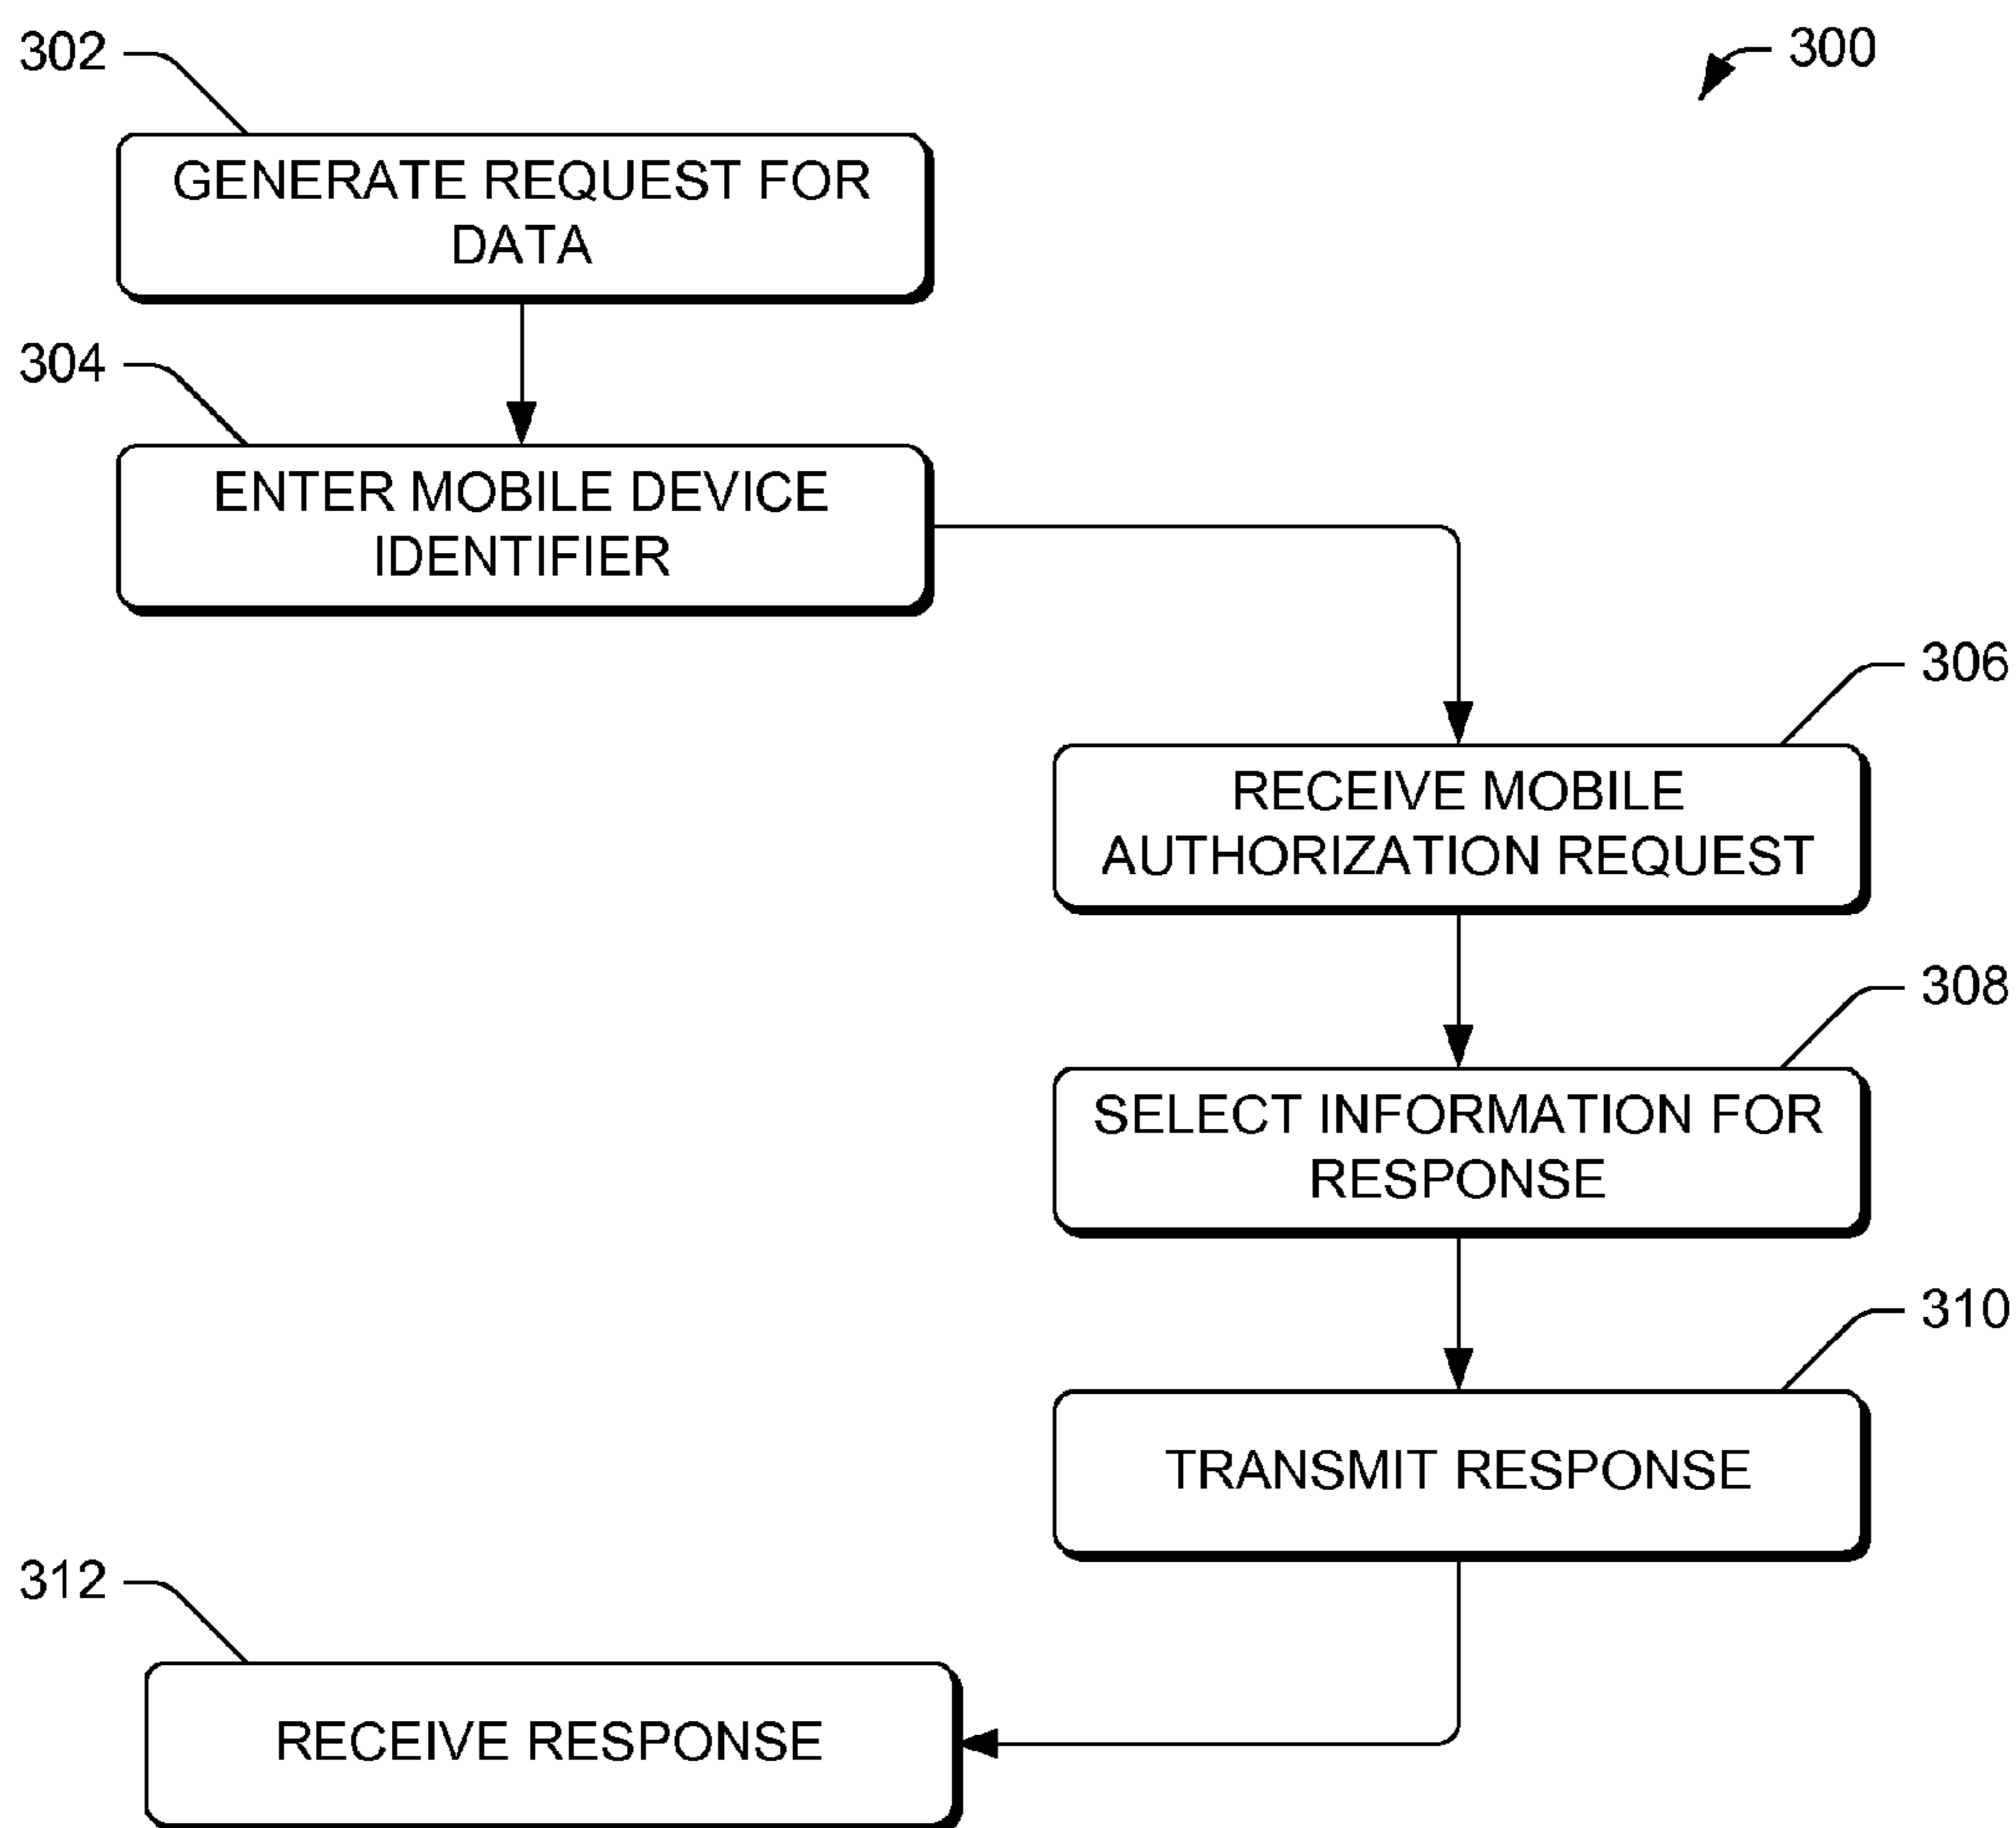 302
300
GENERATE REQUEST FOR
DATA
304
ENTER MOBILE DEVICE
IDENTIFIER
306
RECEIVE MOBILE
AUTHORIZATION REQUEST
308
SELECT INFORMATION FOR
RESPONSE
310
TRANSMIT RESPONSE
312
RECEIVE RESPONSE